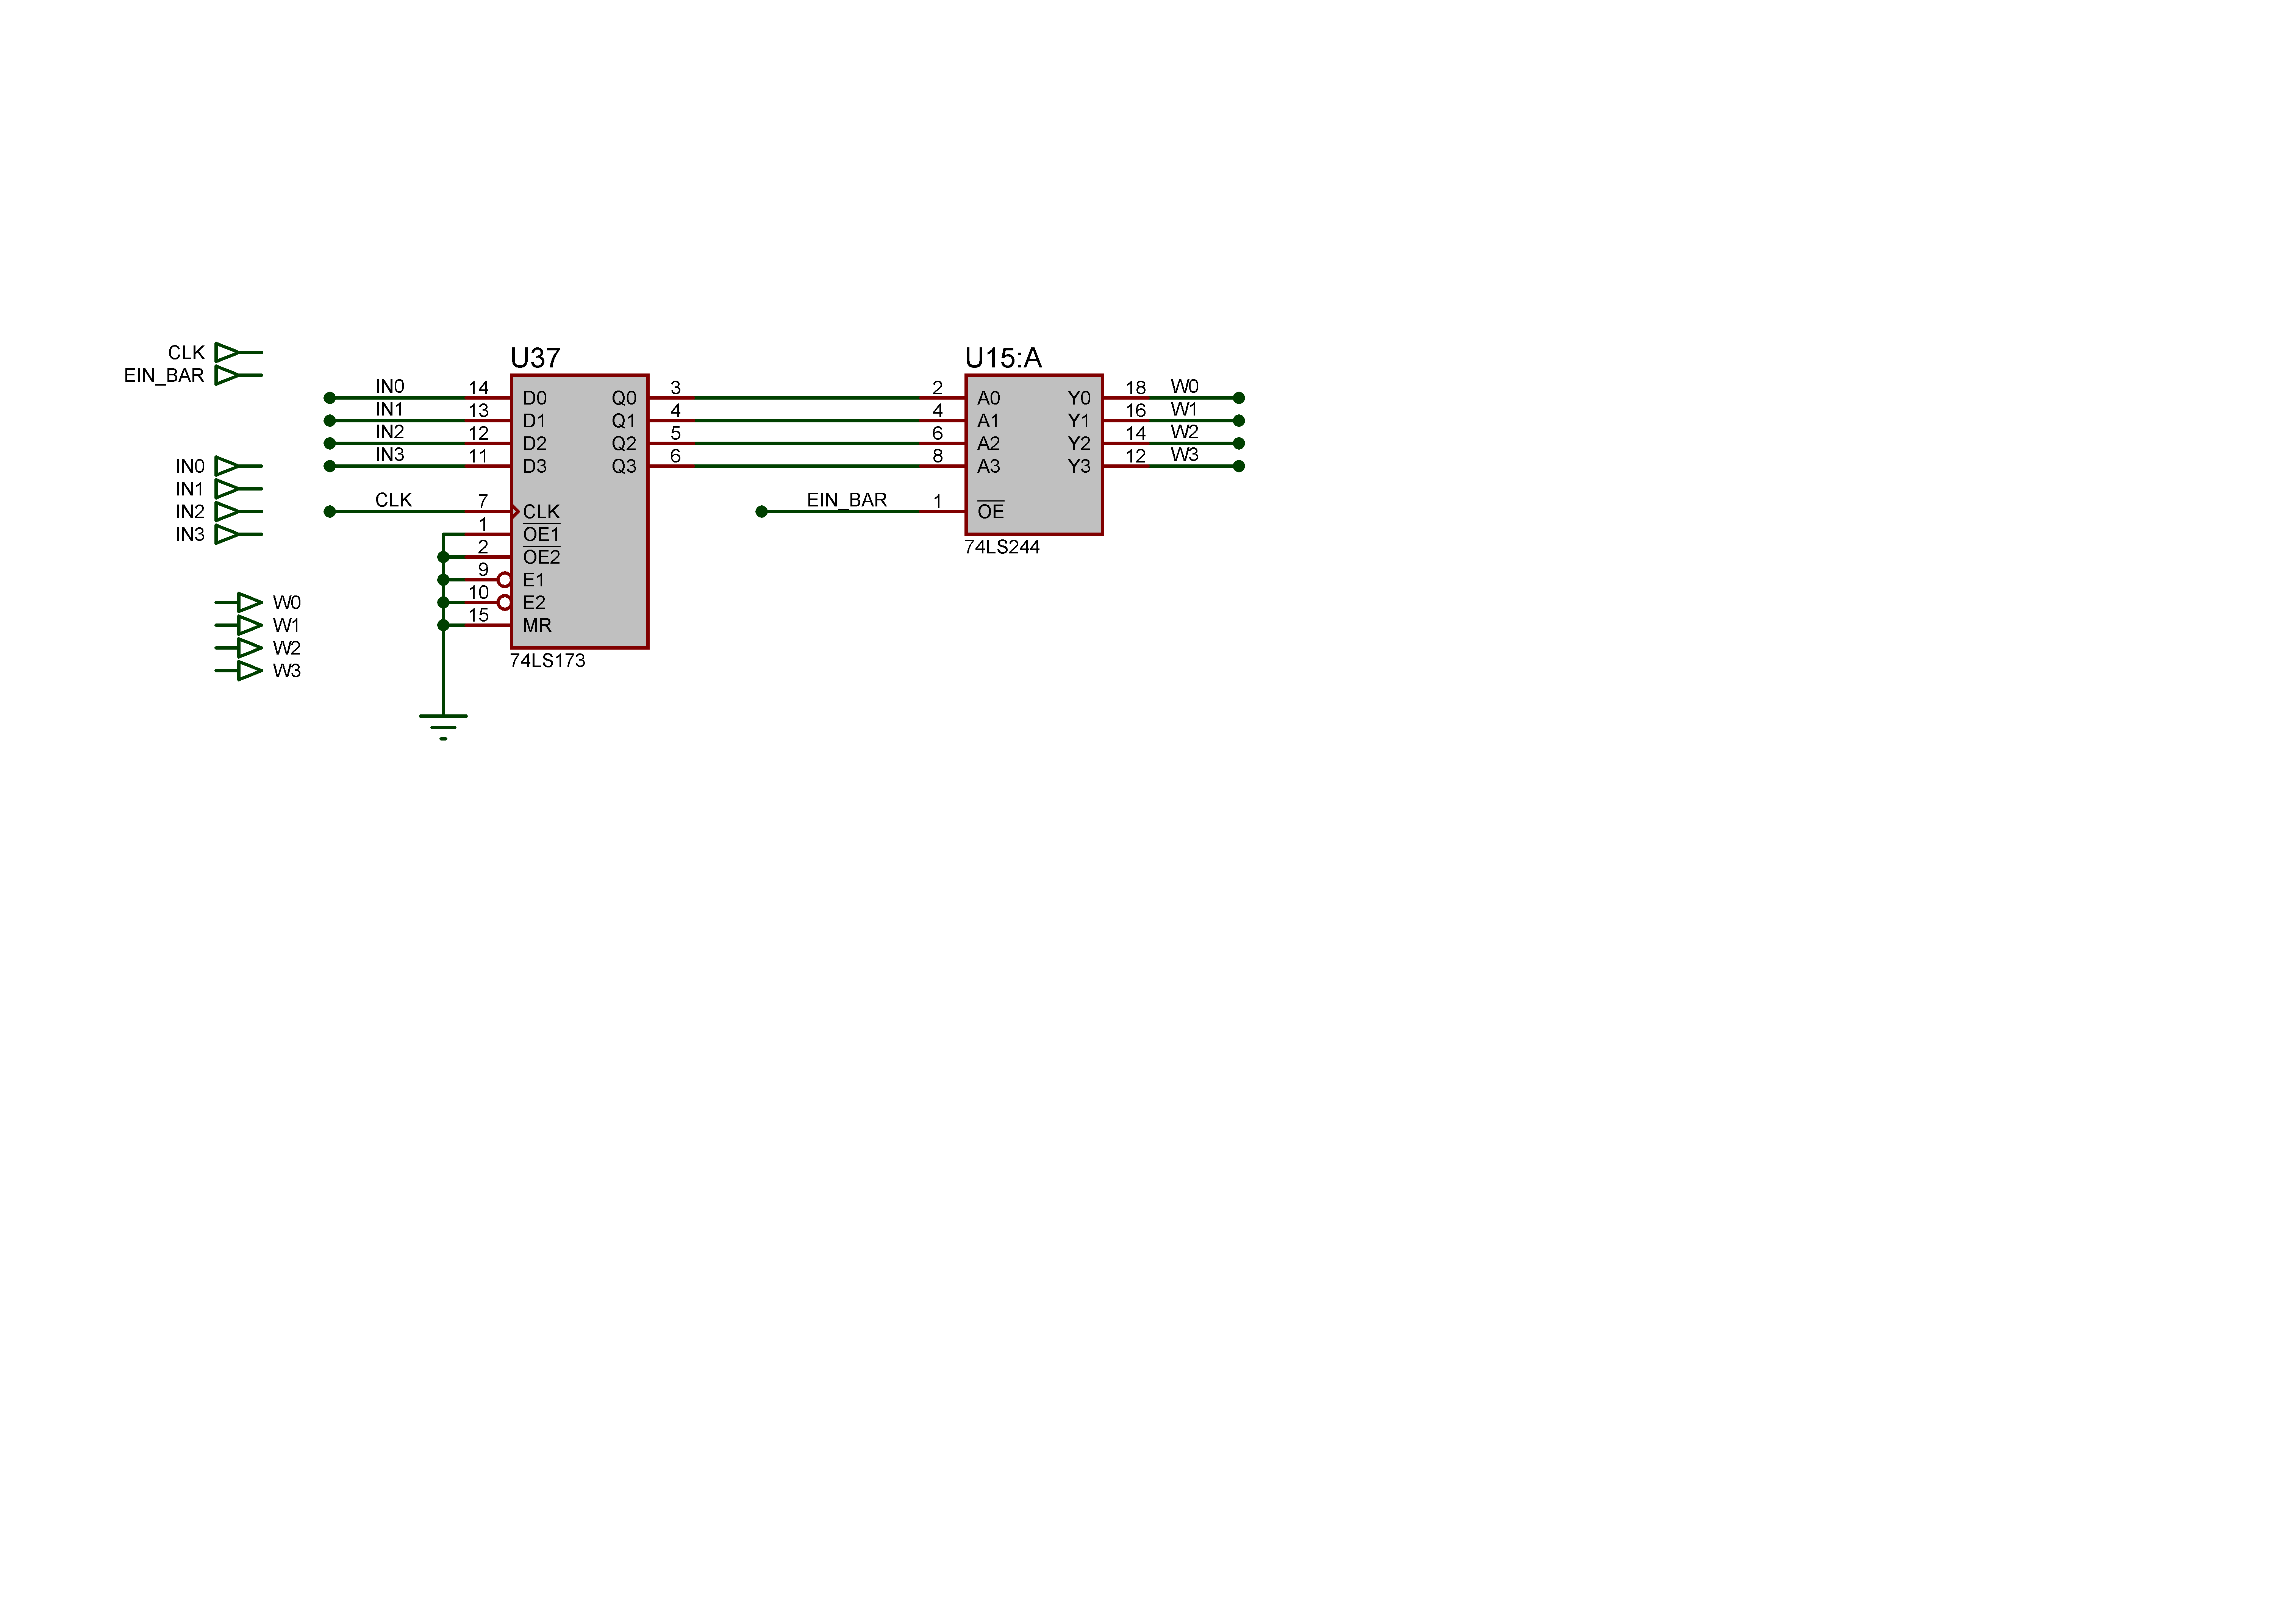 CLK
EIN_BAR
IN0
IN1
IN2
IN3
W0
W1
W2
W3
U37
IN0 14 D0 Q0 3
IN1 13 D1 Q1 4
IN2 12 D2 Q2 5
IN3 11 D3 Q3 6
CLK 7 CLK
1 OE1
2 OE2
9 E1
10 E2
15 MR
74LS173
U15:A
2 A0 Y0 18 W0
4 A1 Y1 16 W1
6 A2 Y2 14 W2
8 A3 Y3 12 W3
EIN_BAR 1 OE
74LS244